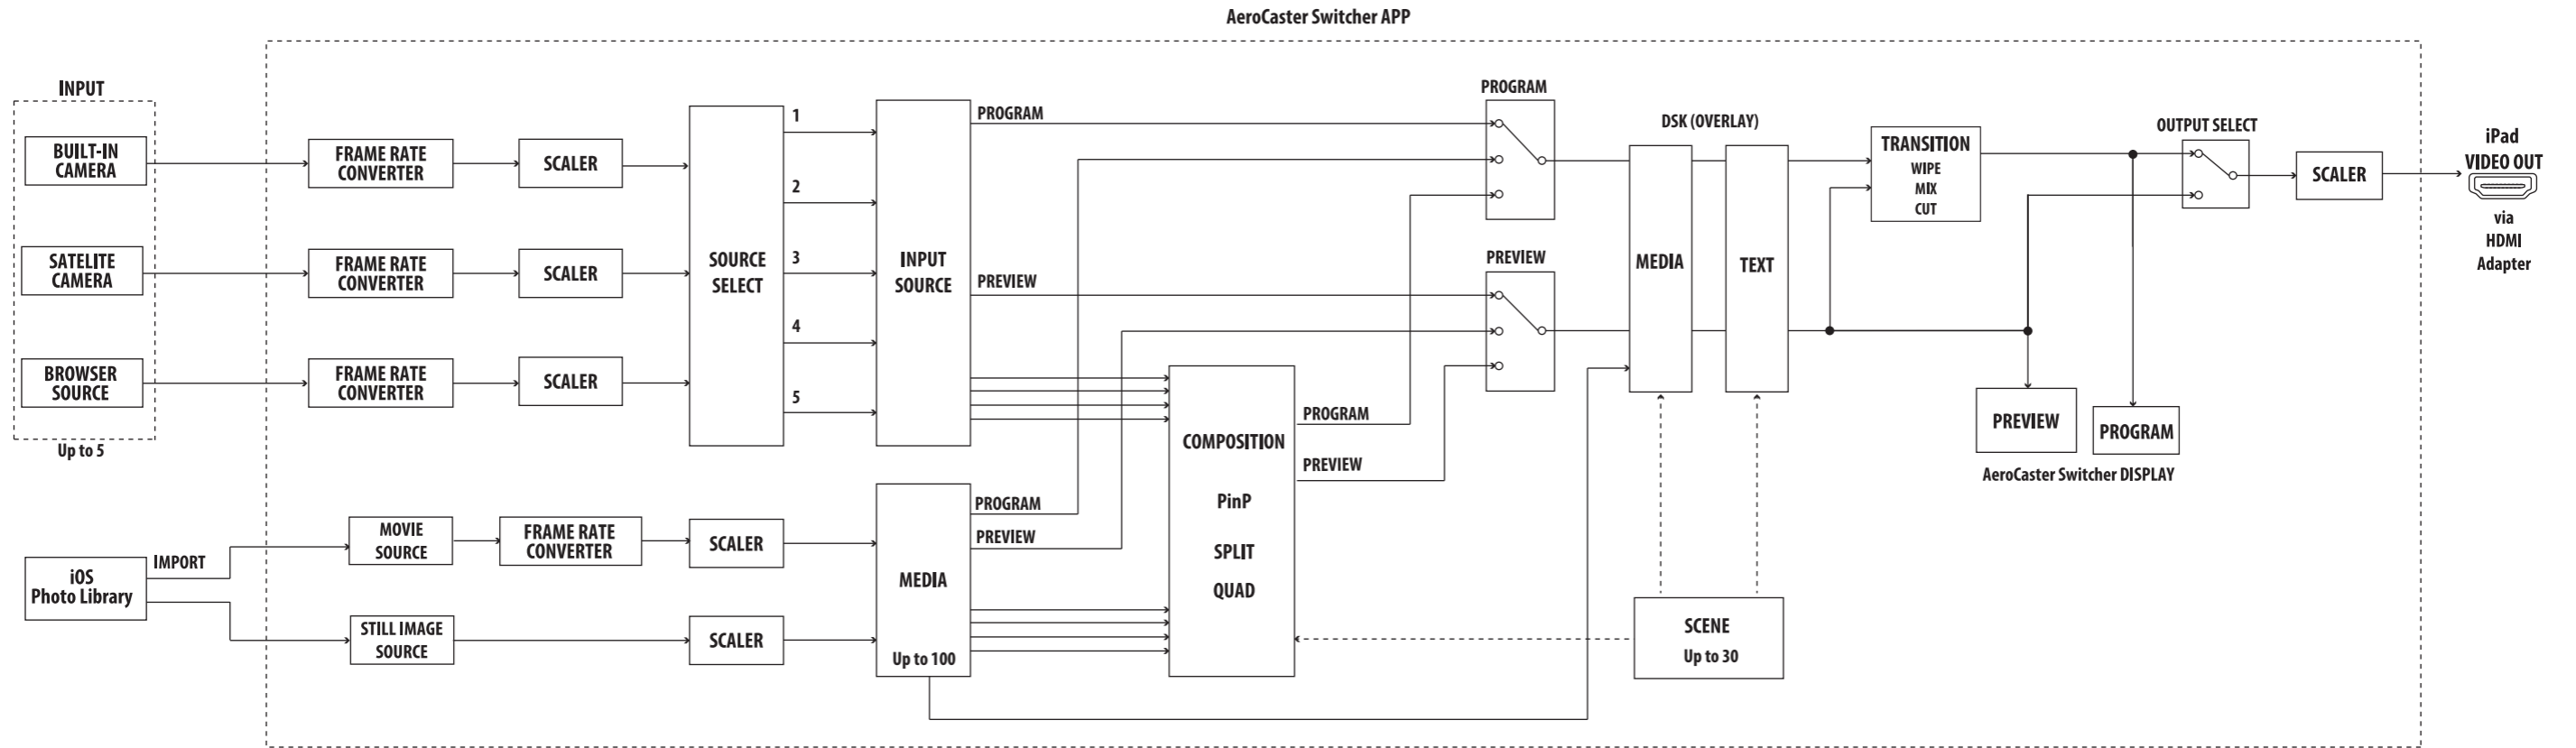 AeroCaster Switcher APP
INPUT
BUILT-IN
CAMERA
SATELITE
CAMERA
BROWSER
SOURCE
Up to 5
FRAME RATE
CONVERTER
SCALER
FRAME RATE
CONVERTER
SCALER
FRAME RATE
CONVERTER
SCALER
SOURCE
SELECT
1
2
3
4
5
INPUT
SOURCE
PROGRAM
PREVIEW
iOS
Photo Library
IMPORT
MOVIE
SOURCE
FRAME RATE
CONVERTER
SCALER
STILL IMAGE
SOURCE
SCALER
MEDIA
Up to 100
PROGRAM
PREVIEW
COMPOSITION
PinP
SPLIT
QUAD
PROGRAM
PREVIEW
PROGRAM
PREVIEW
DSK (OVERLAY)
MEDIA
TEXT
SCENE
Up to 30
TRANSITION
WIPE
MIX
CUT
PREVIEW
PROGRAM
AeroCaster Switcher DISPLAY
OUTPUT SELECT
SCALER
iPad
VIDEO OUT
via
HDMI
Adapter